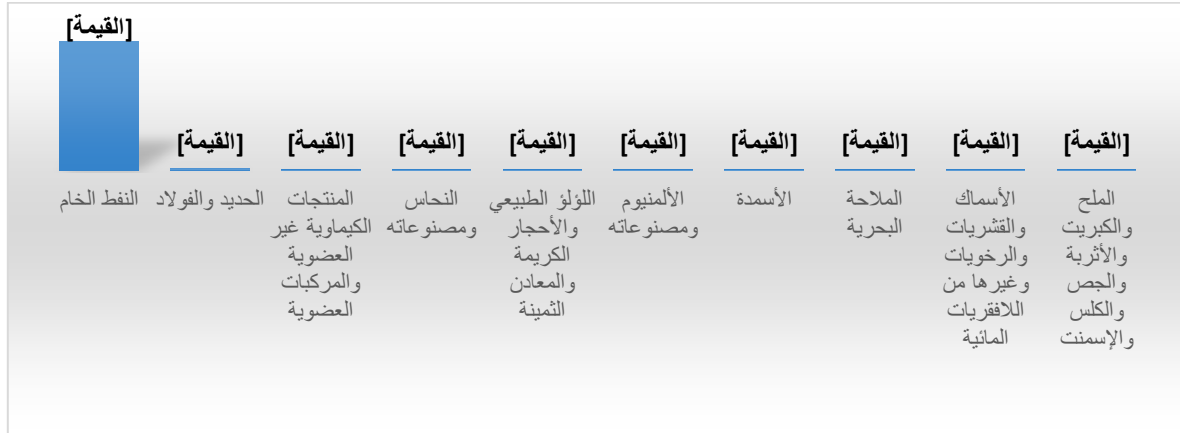 [القيمة]
[القيمة]
[القيمة]
[القيمة]
[القيمة]
[القيمة]
[القيمة]
[القيمة]
[القيمة]
[القيمة]
النفط الخام
الحديد والفولاذ
المنتجات
الكيماوية غير
العضوية
والمركبات
العضوية
النحاس
ومصنوعاته
اللؤلؤ الطبيعي
والأحجار
الكريمة
والمعادن
الثمينة
الألمنيوم
ومصنوعاته
الأسمدة
الملاحة
البحرية
الأسماك
والقشريات
والرخويات
وغيرها من
اللافقريات
المائية
الملح
والكبريت
والأثربة
والجص
والكلس
والإسمنت